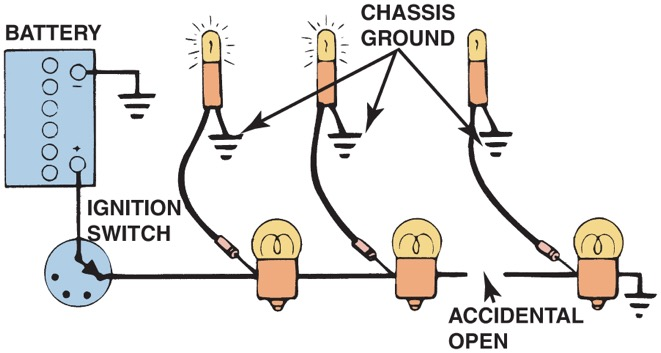 BATTERY
CHASSIS
GROUND
−
+
IGNITION
SWITCH
ACCIDENTAL
OPEN